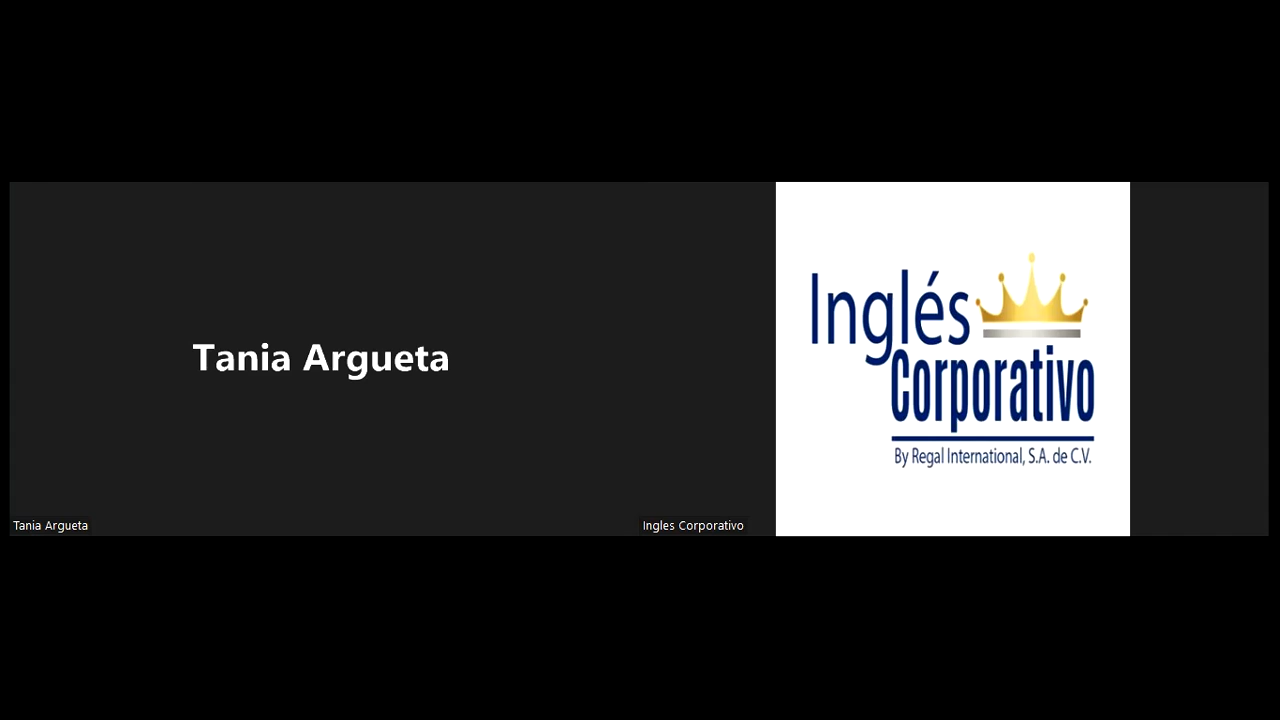 Tania Argueta
Tania Argueta
Inglés
Corporativo
By Regal International, S.A. de C.V.
Ingles Corporativo